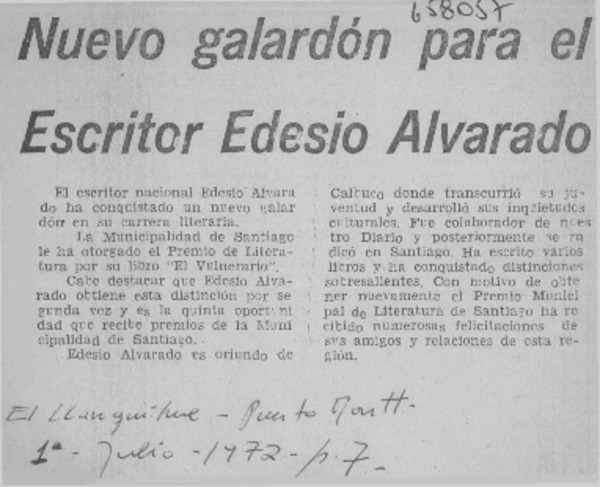 658057
Nuevo galardón para el
Escritor Edesio Alvarado
El escritor nacional Edesio Alvara
do ha conquistado un nuevo galar
dón en su carrera literaria.
La Municipalidad de Santiago
le ha otorgado el Premio de Litera-
tura por su libro "El Vulnerario".
Cabe destacar que Edesio Alva-
rado obtiene esta distinción por se
gunda vez y es la quinta oportuni
dad que recibe premios de la Muni
cipalidad de Santiago.
Edesio Alvarado es oriundo de
Calbuco donde transcurrió su ju-
ventud y desarrolló sus inquietudes
culturales. Fue colaborador de nues
tro Diario y posteriormente se ra
dicó en Santiago. Ha escrito varios
libros y ha conquistado distinciones
sobresalientes. Con motivo de obte
ner nuevamente el Premio Munici
pal de Literatura de Santiago ha re
cibido numerosas felicitaciones de
sus amigos y relaciones de esta re-
gión.
El Llanquihue - Puerto Montt-
1ª - Julio - 1972 - p. 7 -